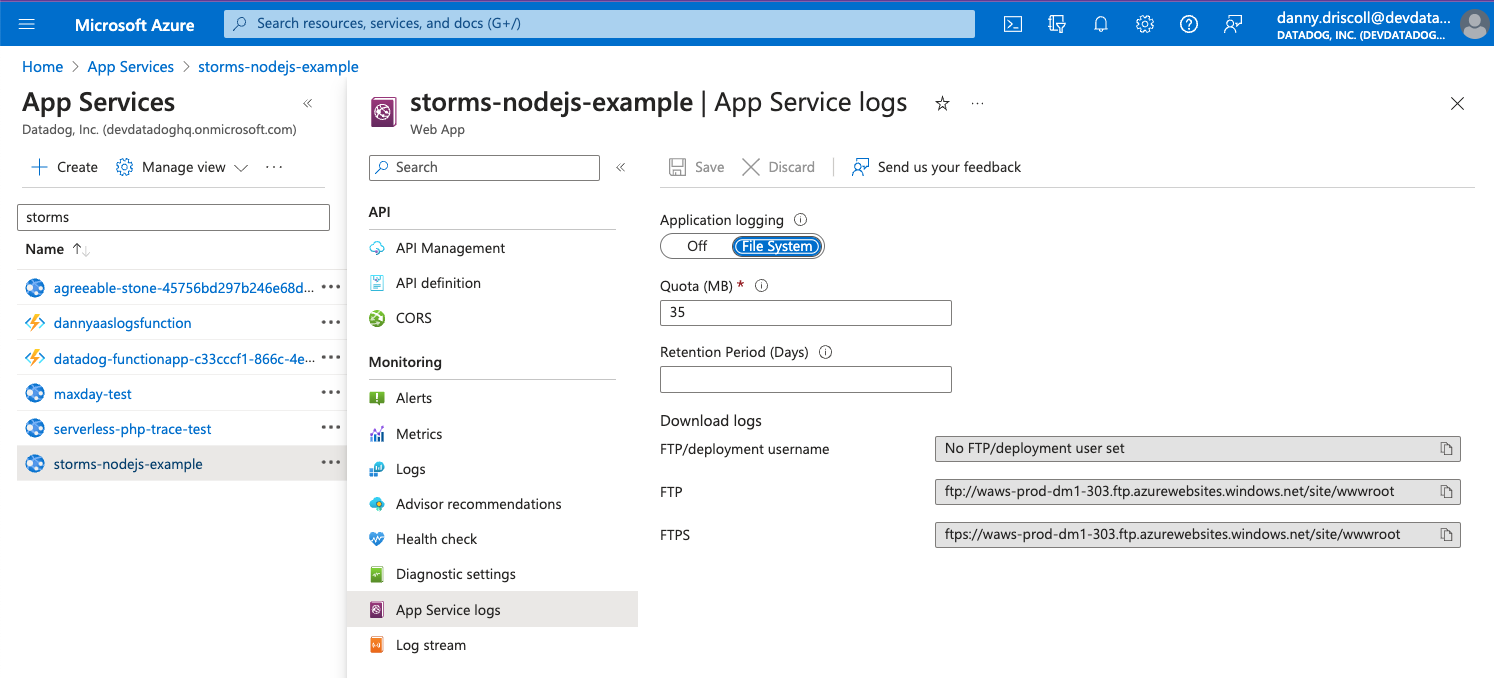 Microsoft Azure
Search resources, services, and docs (G+/)
danny.driscoll@devdata...
DATADOG, INC. (DEVDATADOG...
Home > App Services > storms-nodejs-example
App Services
Datadog, Inc. (devdatadoghq.onmicrosoft.com)
Create
Manage view
storms
Name
agreeable-stone-45756bd297b246e68d...
dannyaaslogsfunction
datadog-functionapp-c33cccf1-866c-4e...
maxday-test
serverless-php-trace-test
storms-nodejs-example
storms-nodejs-example | App Service logs
Web App
Search
API
API Management
API definition
CORS
Monitoring
Alerts
Metrics
Logs
Advisor recommendations
Health check
Diagnostic settings
App Service logs
Log stream
Save
Discard
Send us your feedback
Application logging
Off
File System
Quota (MB) *
35
Retention Period (Days)
Download logs
FTP/deployment username
No FTP/deployment user set
FTP
ftp://waws-prod-dm1-303.ftp.azurewebsites.windows.net/site/wwwroot
FTPS
ftps://waws-prod-dm1-303.ftp.azurewebsites.windows.net/site/wwwroot